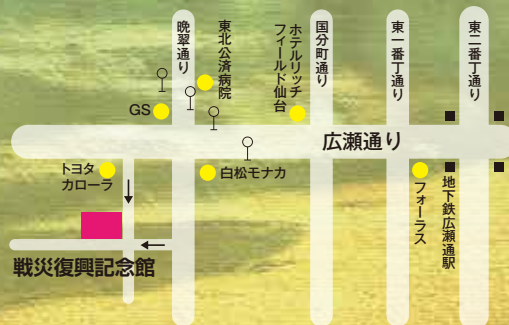 晩翠通り
東北公済病院
ホテルリッチ
フィールド仙台
国分町通り
東一番丁通り
東二番丁通り
GS
広瀬通り
トヨタ
カローラ
白松モナカ
フォーラス
地下鉄広瀬通駅
戦災復興記念館